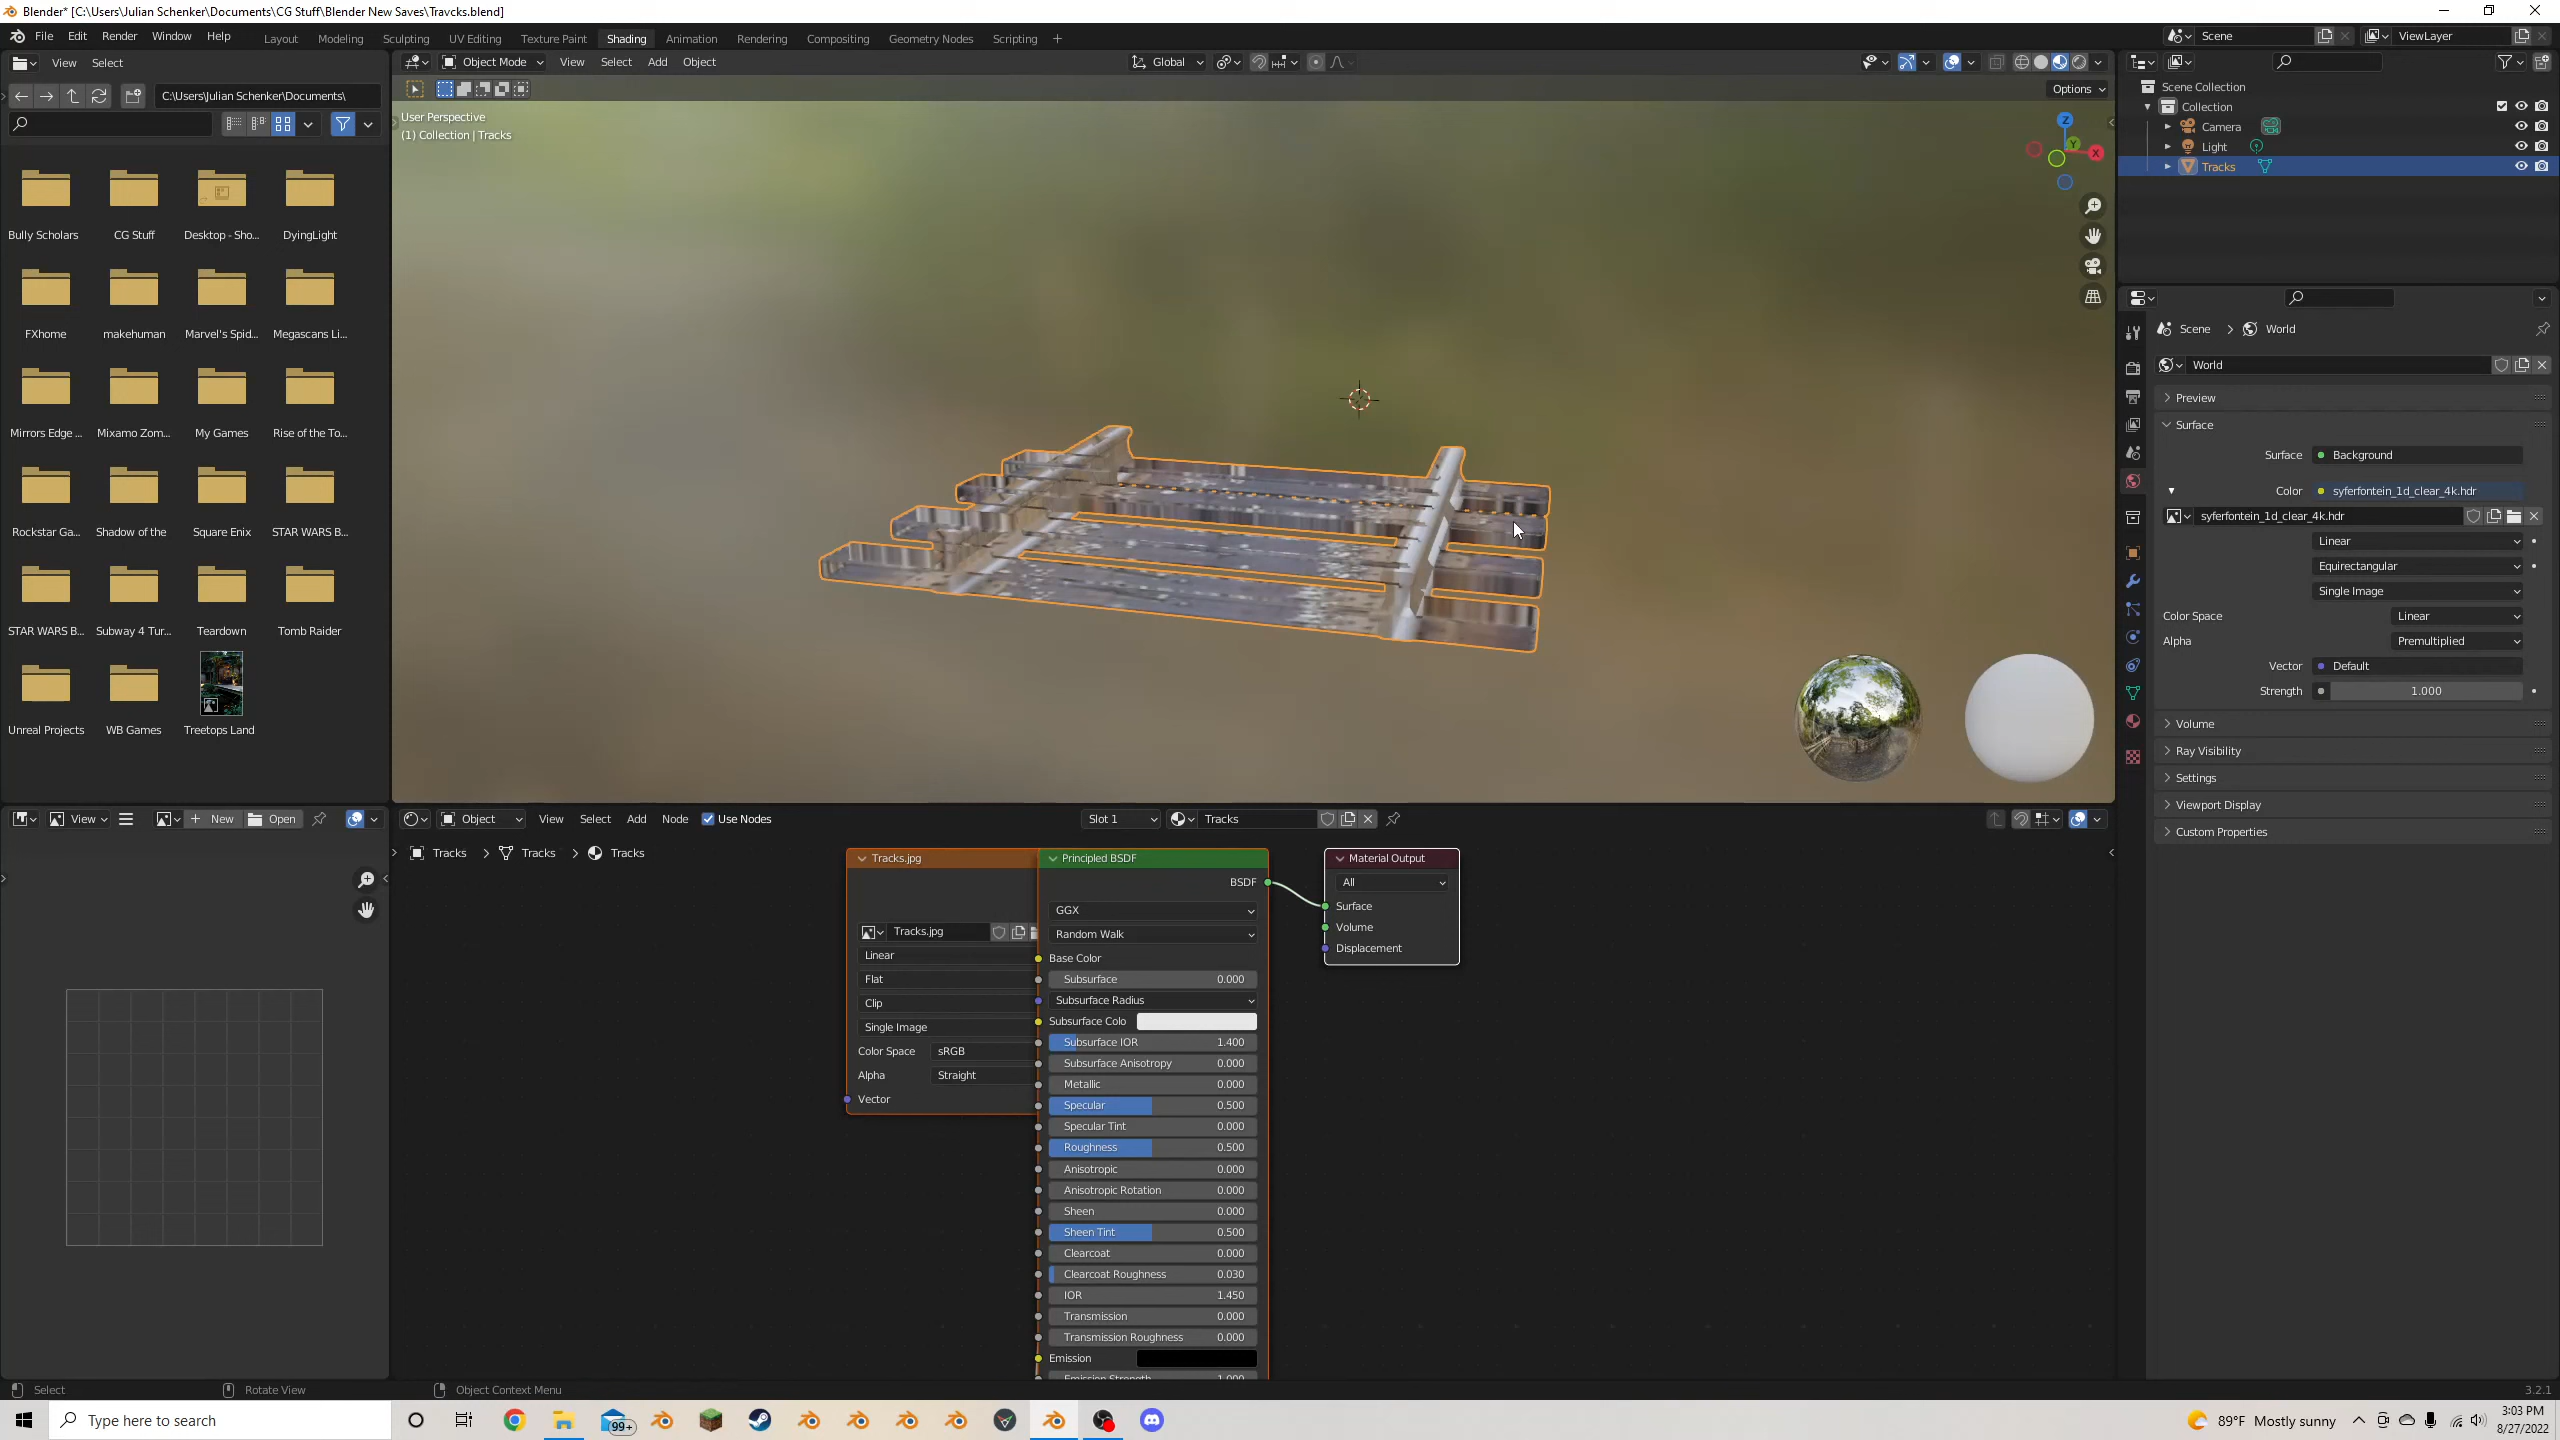 Blender* [C:\Users\Julian Schenker\Documents\CG Stuff\Blender New Saves\Travcks.blend]
File Edit Render Window Help Layout Modeling Sculpting UV Editing Texture Paint Shading Animation Rendering Compositing Geometry Nodes Scripting + Scene ViewLayer
View Select Object Mode View Select Add Object Global
C:\Users\Julian Schenker\Documents\ Options
User Perspective
(1) Collection | Tracks
Bully Scholars CG Stuff Desktop - Sho... DyingLight
FXhome makehuman Marvel's Spid... Megascans Li...
Mirrors Edge ... Mixamo Zom... My Games Rise of the To...
Rockstar Ga... Shadow of the Square Enix STAR WARS B...
STAR WARS B... Subway 4 Tur... Teardown Tomb Raider
Unreal Projects WB Games Treetops Land
Z
Y
X
Scene Collection
Collection
Camera
Light
Tracks
Scene > World
World
Preview
Surface
Surface Background
Color syferfontein_1d_clear_4k.hdr
syferfontein_1d_clear_4k.hdr
Linear
Equirectangular
Single Image
Color Space Linear
Alpha Premultiplied
Vector Default
Strength 1.000
Volume
Ray Visibility
Settings
Viewport Display
Custom Properties
View New Open
Object View Select Add Node Use Nodes Slot 1 Tracks
Tracks > Tracks > Tracks
Tracks.jpg
Tracks.jpg
Linear
Flat
Clip
Single Image
Color Space sRGB
Alpha Straight
Vector
Principled BSDF
BSDF
GGX
Random Walk
Base Color
Subsurface 0.000
Subsurface Radius
Subsurface Colo
Subsurface IOR 1.400
Subsurface Anisotropy 0.000
Metallic 0.000
Specular 0.500
Specular Tint 0.000
Roughness 0.500
Anisotropic 0.000
Anisotropic Rotation 0.000
Sheen 0.000
Sheen Tint 0.500
Clearcoat 0.000
Clearcoat Roughness 0.030
IOR 1.450
Transmission 0.000
Transmission Roughness 0.000
Emission
Emission Strength 1.000
Material Output
All
Surface
Volume
Displacement
Select Rotate View Object Context Menu 3.2.1
Type here to search 99+ 89°F Mostly sunny 3:03 PM
8/27/2022